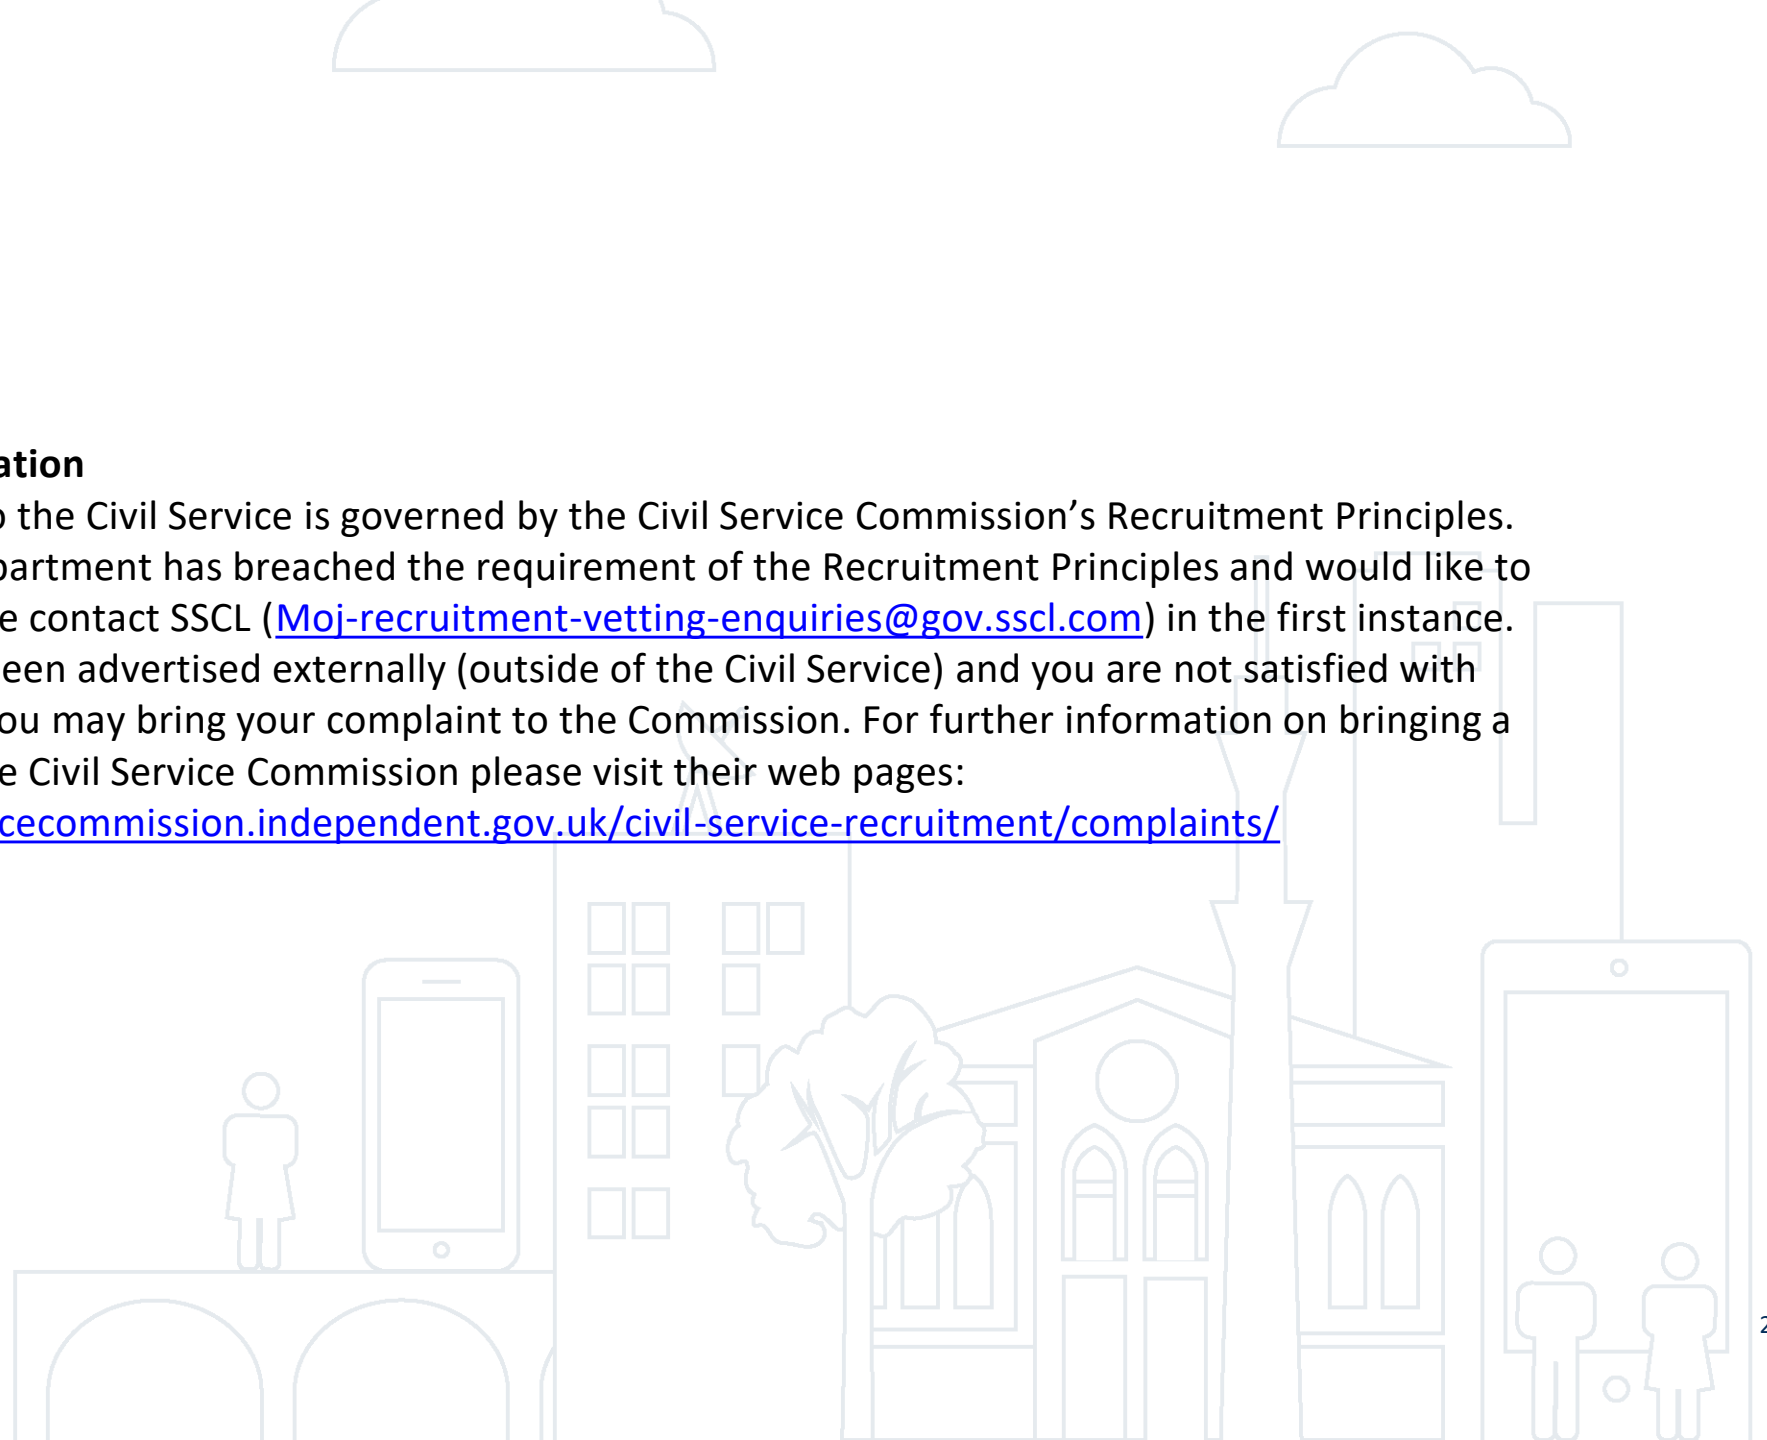 ation
o the Civil Service is governed by the Civil Service Commission’s Recruitment Principles.
partment has breached the requirement of the Recruitment Principles and would like to
e contact SSCL (Moj-recruitment-vetting-enquiries@gov.sscl.com) in the first instance.
een advertised externally (outside of the Civil Service) and you are not satisfied with
ou may bring your complaint to the Commission. For further information on bringing a
e Civil Service Commission please visit their web pages:
cecommission.independent.gov.uk/civil-service-recruitment/complaints/
2